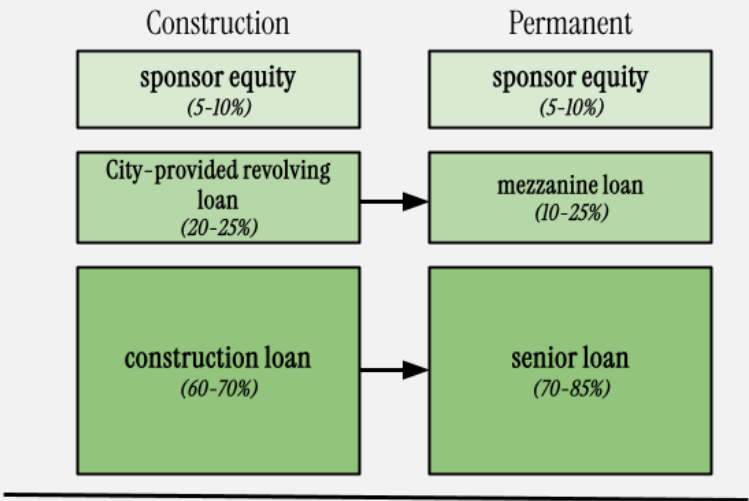 Construction
Permanent
sponsor equity
(5-10%)
sponsor equity
(5-10%)
City-provided revolving
loan
(20-25%)
mezzanine loan
(10-25%)
construction loan
(60-70%)
senior loan
(70-85%)